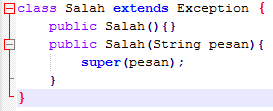 class Salah extends Exception {
public Salah(){}
public Salah(String pesan){
super(pesan);
}
}